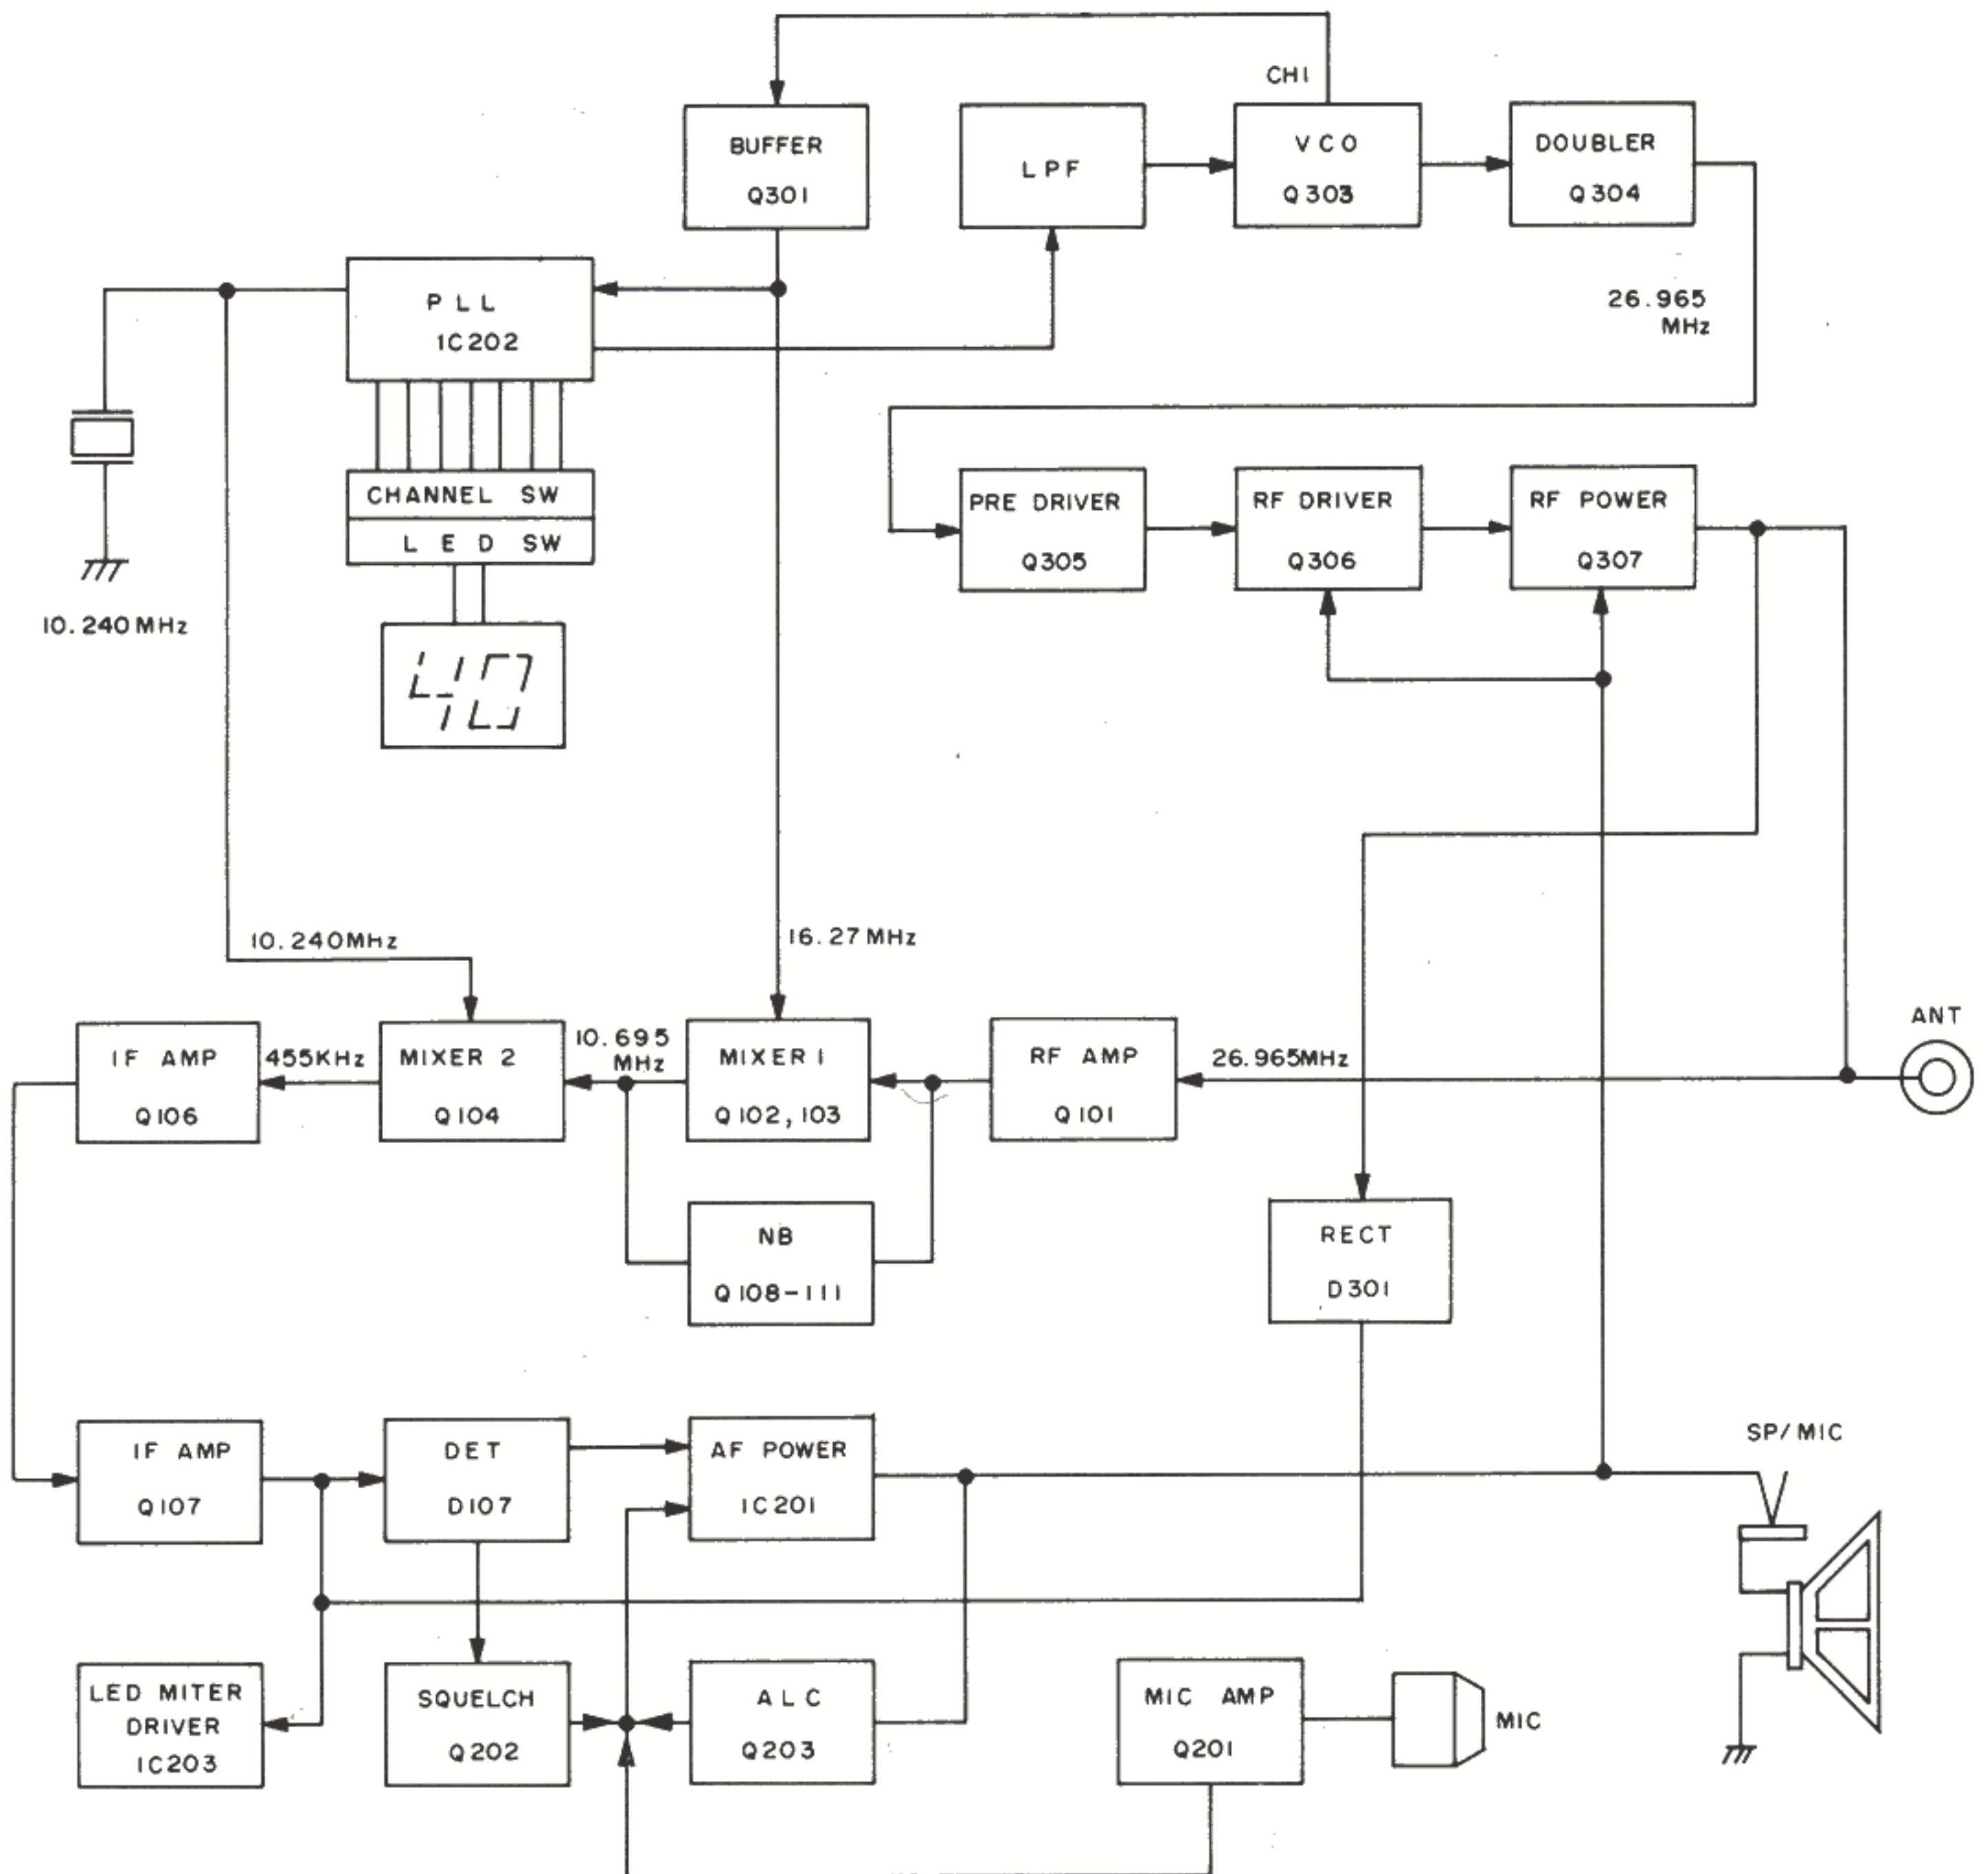 CH1
BUFFER
Q301
LPF
VCO
Q303
DOUBLER
Q304
PLL
IC202
26.965
MHz
CHANNEL SW
LED SW
10.240MHz
40
PRE DRIVER
Q305
RF DRIVER
Q306
RF POWER
Q307
10.240MHz
16.27MHz
ANT
IF AMP
Q106
455KHz
MIXER 2
Q104
10.695
MHz
MIXER 1
Q102,103
RF AMP
Q101
26.965MHz
NB
Q108-111
RECT
D301
IF AMP
Q107
DET
D107
AF POWER
IC201
SP/MIC
LED MITER
DRIVER
IC203
SQUELCH
Q202
ALC
Q203
MIC AMP
Q201
MIC